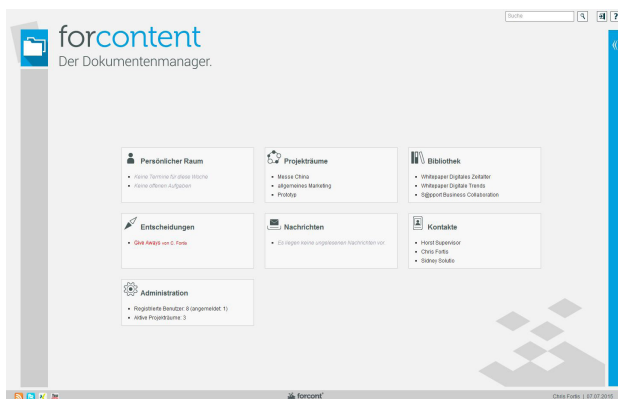 Suche
?
forcontent
Der Dokumentenmanager.
Persönlicher Raum
Keine Termine für diese Woche
Keine offenen Aufgaben
Projekträume
Messe China
allgemeines Marketing
Prototyp
Bibliothek
Whitepaper Digitales Zeitalter
Whitepaper Digitale Trends
S@pport Business Collaboration
Entscheidungen
Give Aways von C. Fortis
Nachrichten
Es liegen keine ungelesenen Nachrichten vor.
Kontakte
Horst Supervisor
Chris Fortis
Sidney Solutio
Administration
Registrierte Benutzer: 8 (angemeldet: 1)
Aktive Projekträume: 3
forcont
Chris Fortis | 07.07.2015